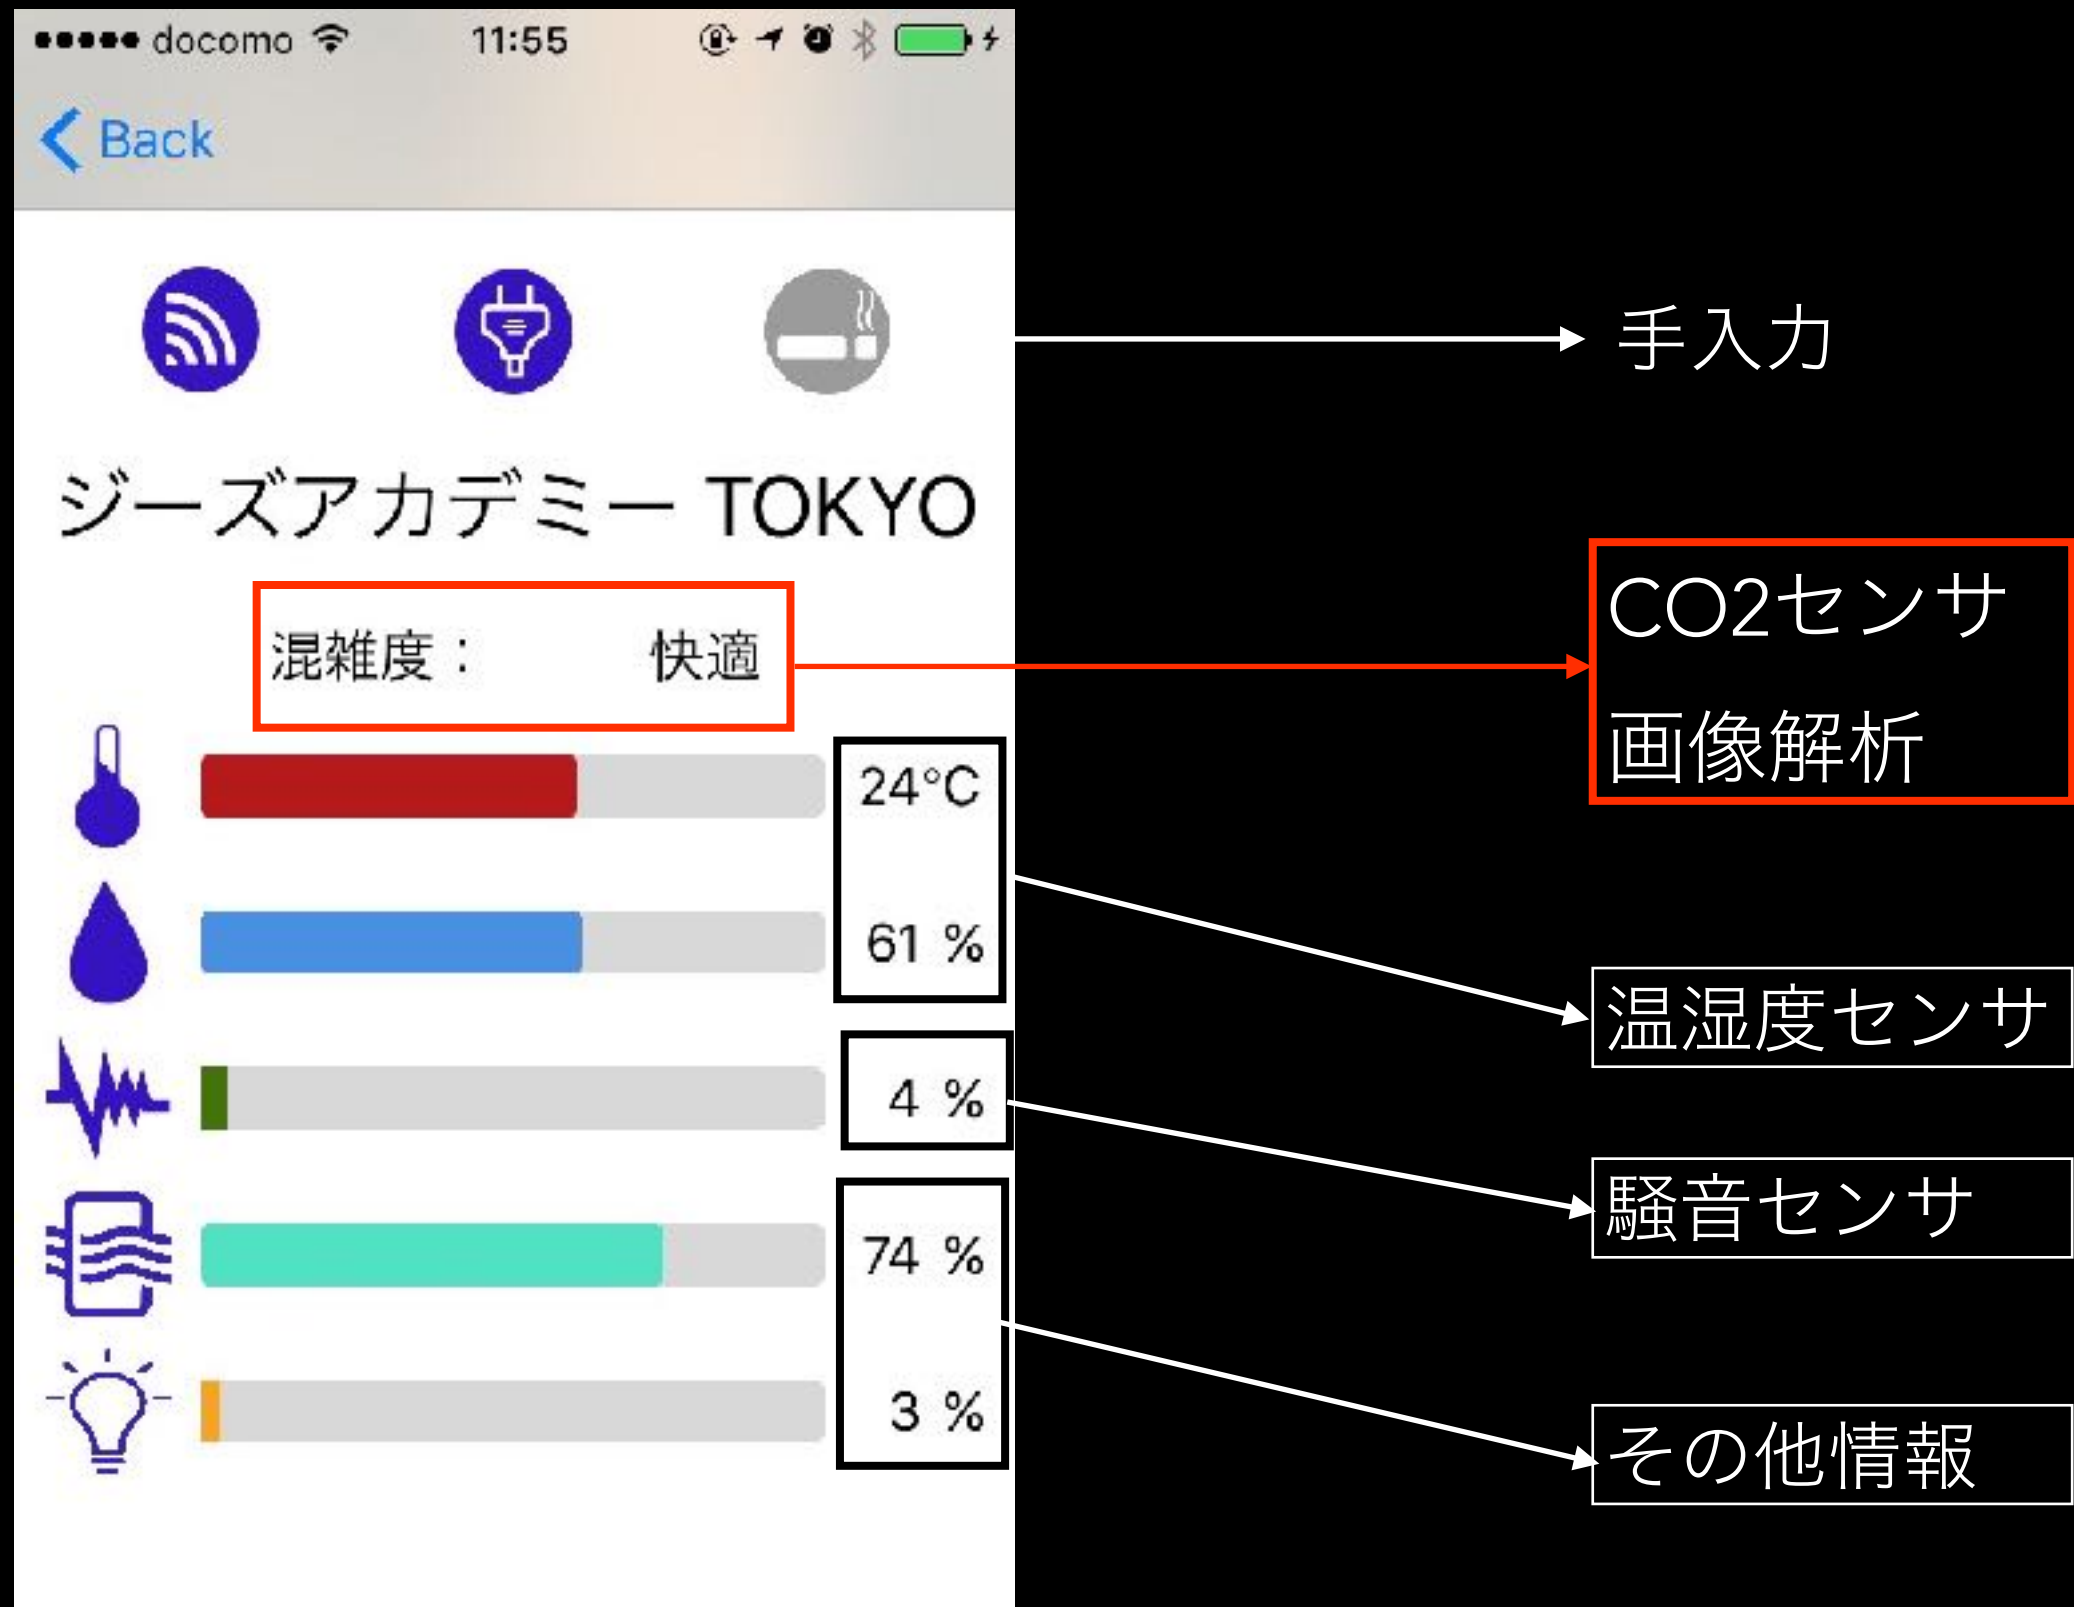 docomo 11:55
Back
手入力
ジーズアカデミー TOKYO
混雑度： 快適
CO2センサ
画像解析
24°C
61 %
温湿度センサ
4 %
騒音センサ
74 %
3 %
その他情報